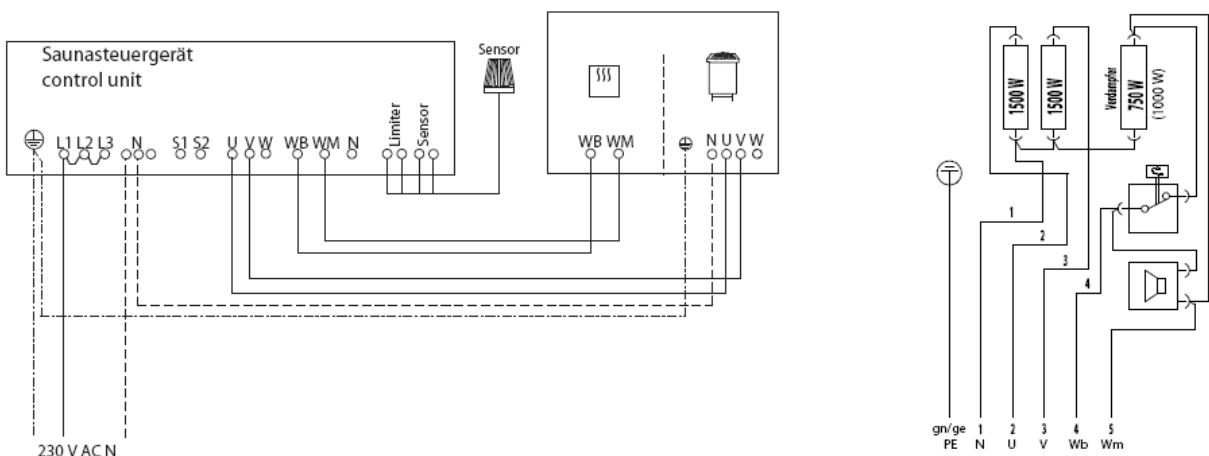 Saunasteuergerät
control unit
Sensor
L1 L2 L3 N S1 S2 U V W WB WM N
Limiter
Sensor
WB WM N U V W
230 V AC N
1500 W
1500 W
Verdampfer
750 W
(1000 W)
1
2
3
4
gn/ge 1 2 3 4 5
PE N U V Wb Wm